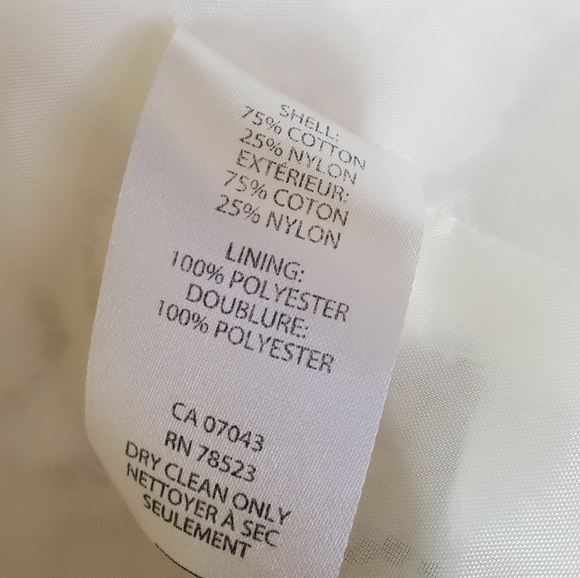 SHELL:
75% COTTON
25% NYLON
EXTÉRIEUR:
75% COTON
25% NYLON
LINING:
100% POLYESTER
DOUBLURE:
100% POLYESTER
CA 07043
RN 78523
DRY CLEAN ONLY
NETTOYER À SEC
SEULEMENT